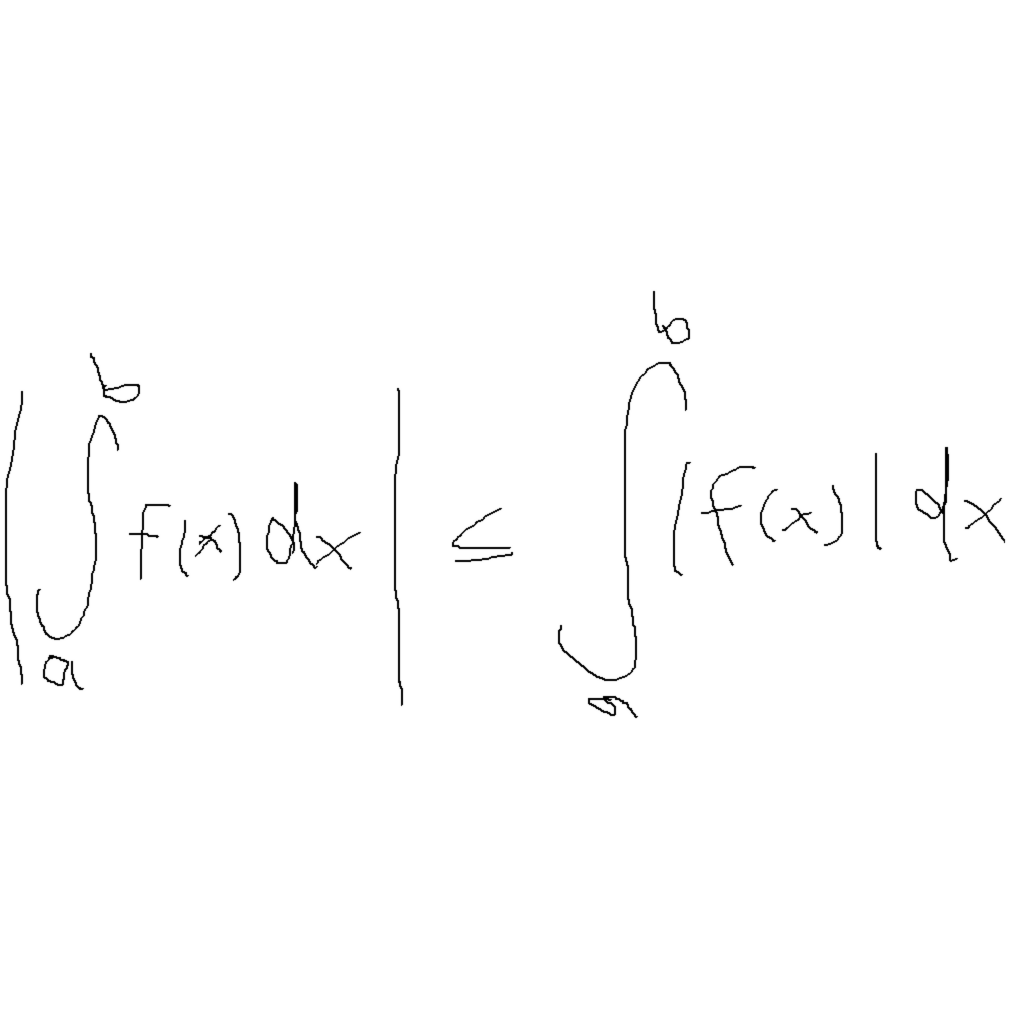 |∫_a^b f(x) dx| ≤ ∫_a^b |f(x)| dx